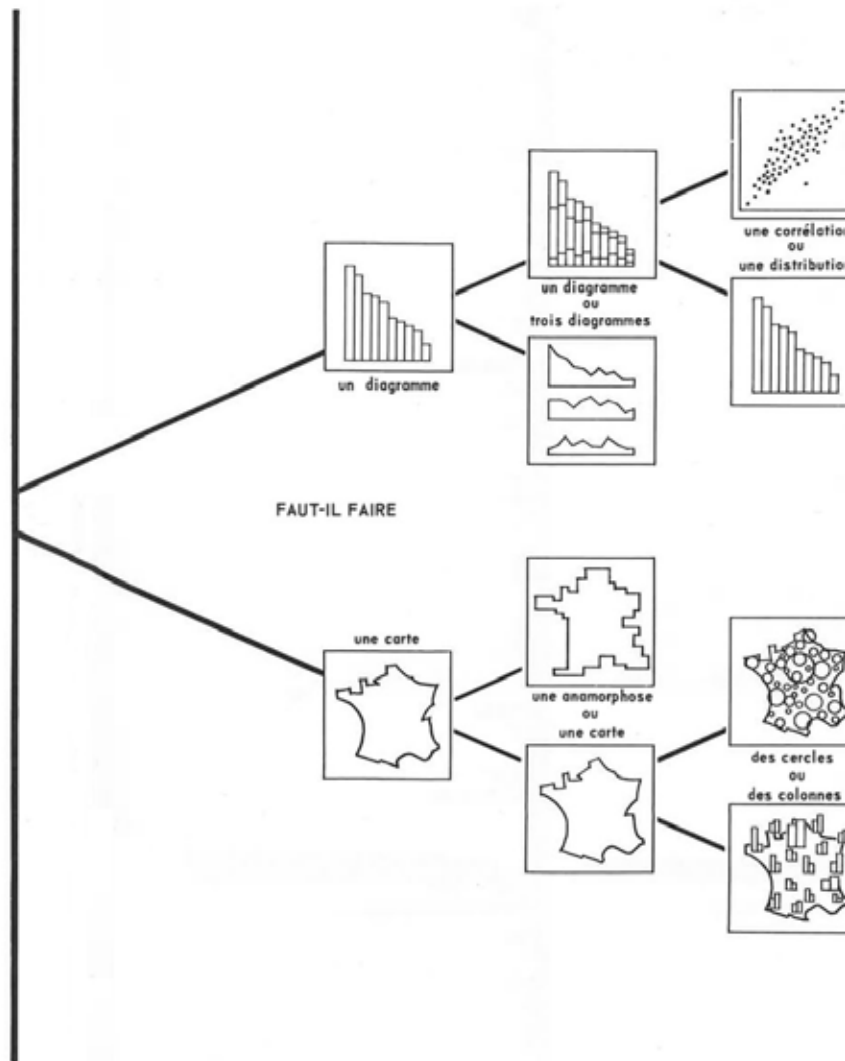 une corrélation
ou
une distribution
un diagramme
ou
trois diagrammes
un diagramme
FAUT-IL FAIRE
une carte
une anamorphose
ou
une carte
des cercles
ou
des colonnes